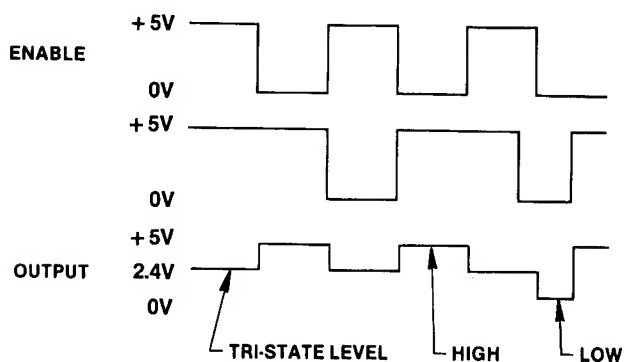 +5V
ENABLE
0V
+5V
0V
+5V
OUTPUT 2.4V
0V
TRI-STATE LEVEL HIGH LOW